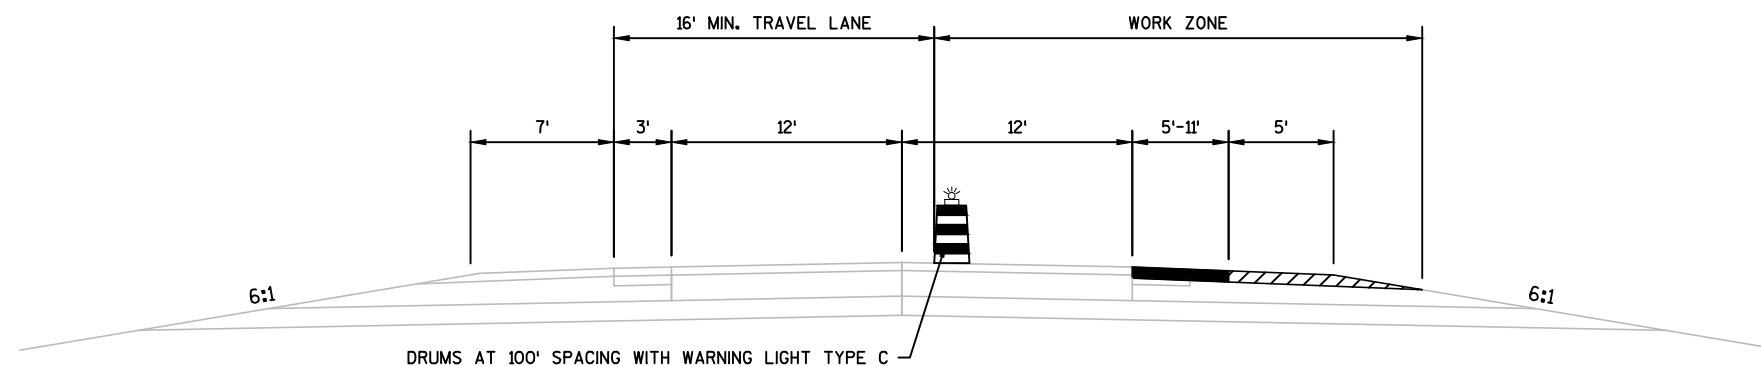 16' MIN. TRAVEL LANE
WORK ZONE
7'
3'
12'
12'
5'-11'
5'
6:1
6:1
DRUMS AT 100' SPACING WITH WARNING LIGHT TYPE C